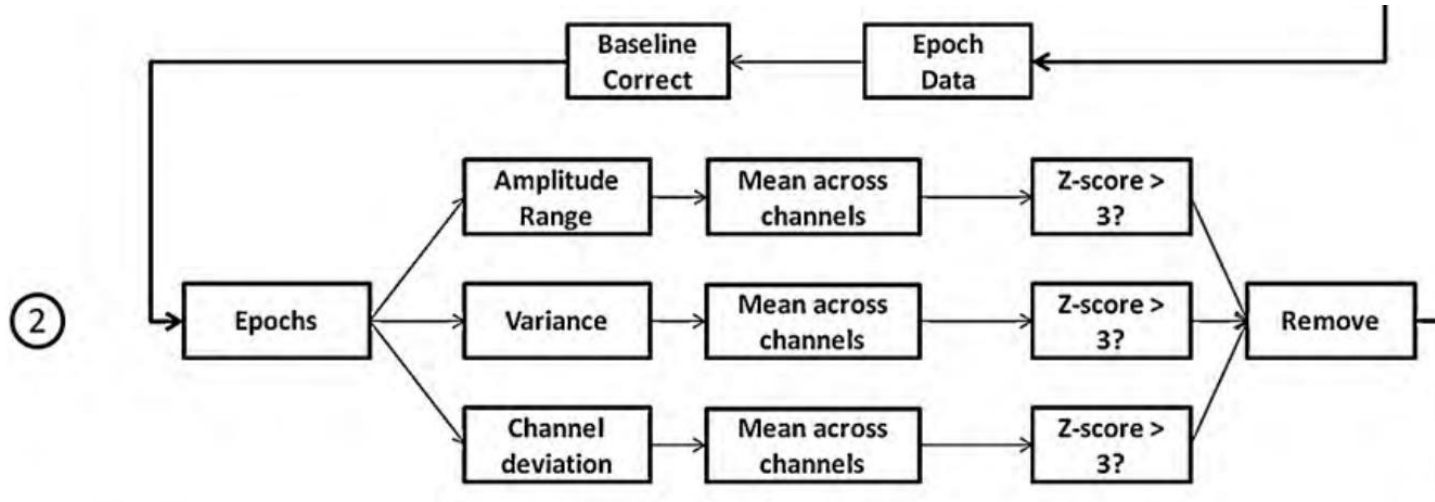 Baseline
Correct
Epoch
Data
Amplitude
Range
Mean across
channels
Z-score >
3?
2
Epochs
Variance
Mean across
channels
Z-score >
3?
Remove
Channel
deviation
Mean across
channels
Z-score >
3?